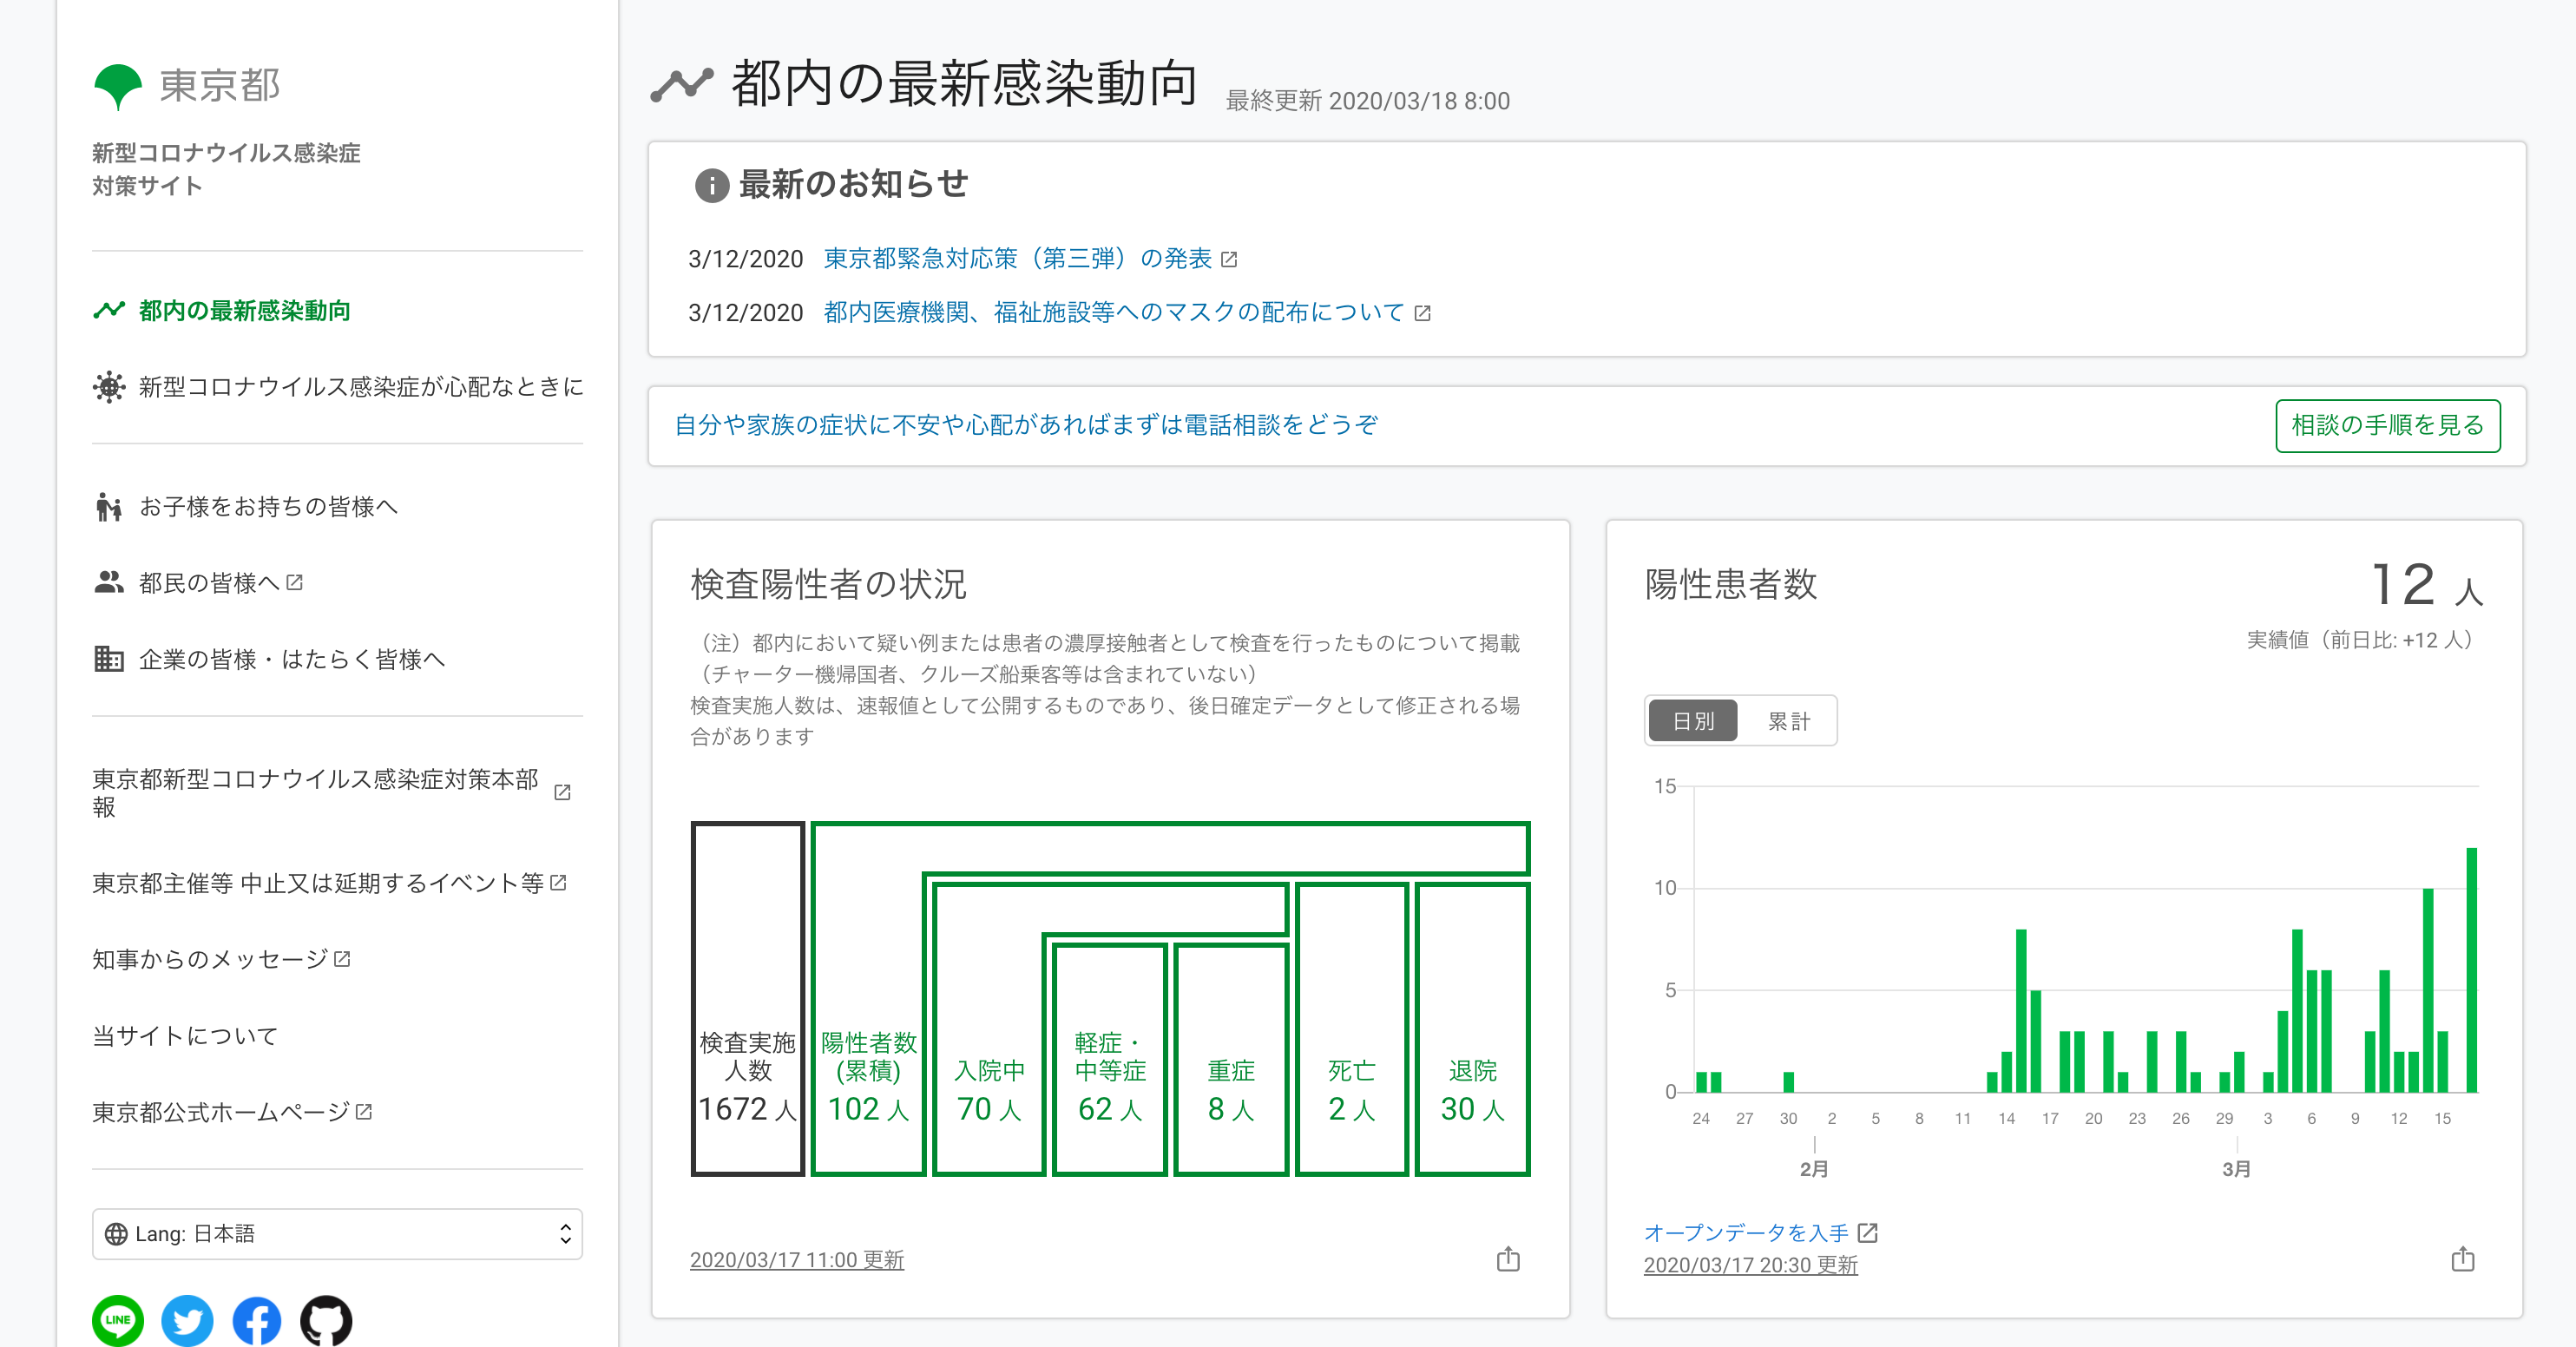 東京都
新型コロナウイルス感染症
対策サイト
都内の最新感染動向
新型コロナウイルス感染症が心配なときに
お子様をお持ちの皆様へ
都民の皆様へ
企業の皆様・はたらく皆様へ
東京都新型コロナウイルス感染症対策本部
報
東京都主催等 中止又は延期するイベント等
知事からのメッセージ
当サイトについて
東京都公式ホームページ
Lang: 日本語
LINE
都内の最新感染動向 最終更新 2020/03/18 8:00
最新のお知らせ
3/12/2020 東京都緊急対応策（第三弾）の発表
3/12/2020 都内医療機関、福祉施設等へのマスクの配布について
自分や家族の症状に不安や心配があればまずは電話相談をどうぞ 相談の手順を見る
検査陽性者の状況
（注）都内において疑い例または患者の濃厚接触者として検査を行ったものについて掲載
（チャーター機帰国者、クルーズ船乗客等は含まれていない）
検査実施人数は、速報値として公開するものであり、後日確定データとして修正される場
合があります
検査実施
人数
1672 人
陽性者数
(累積)
102 人
入院中
70 人
軽症・
中等症
62 人
重症
8 人
死亡
2 人
退院
30 人
2020/03/17 11:00 更新
陽性患者数
12 人
実績値（前日比: +12 人）
日別 累計
15
10
5
0
24 27 30 2 5 8 11 14 17 20 23 26 29 3 6 9 12 15
2月 3月
オープンデータを入手
2020/03/17 20:30 更新